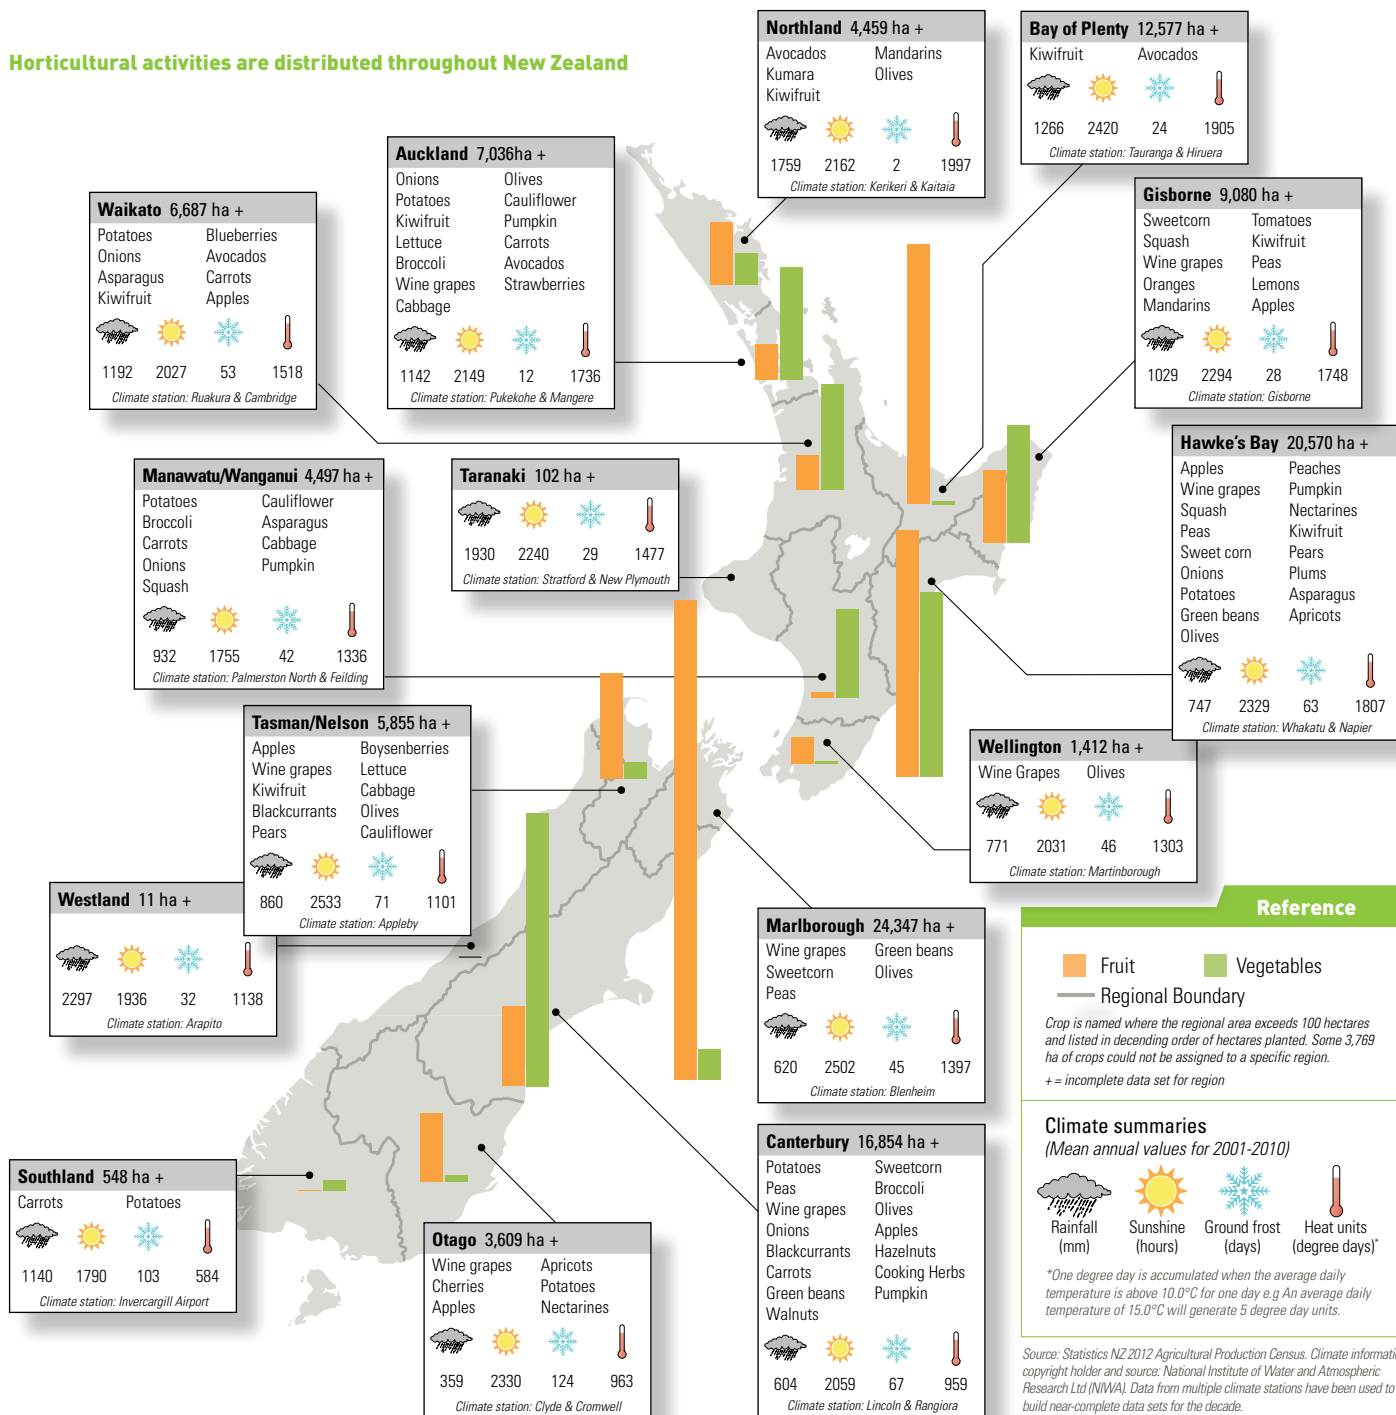 Horticultural activities are distributed throughout New Zealand
Northland 4,459 ha +
Avocados Mandarins
Kumara Olives
Kiwifruit
1759 2162 2 1997
Climate station: Kerikeri & Kaitaia
Bay of Plenty 12,577 ha +
Kiwifruit Avocados
1266 2420 24 1905
Climate station: Tauranga & Hiruera
Auckland 7,036ha +
Onions Olives
Potatoes Cauliflower
Kiwifruit Pumpkin
Lettuce Carrots
Broccoli Avocados
Wine grapes Strawberries
Cabbage
1142 2149 12 1736
Climate station: Pukekohe & Mangere
Waikato 6,687 ha +
Potatoes Blueberries
Onions Avocados
Asparagus Carrots
Kiwifruit Apples
1192 2027 53 1518
Climate station: Ruakura & Cambridge
Gisborne 9,080 ha +
Sweetcorn Tomatoes
Squash Kiwifruit
Wine grapes Peas
Oranges Lemons
Mandarins Apples
1029 2294 28 1748
Climate station: Gisborne
Manawatu/Wanganui 4,497 ha +
Potatoes Cauliflower
Broccoli Asparagus
Carrots Cabbage
Onions Pumpkin
Squash
932 1755 42 1336
Climate station: Palmerston North & Feilding
Taranaki 102 ha +
1930 2240 29 1477
Climate station: Stratford & New Plymouth
Hawke's Bay 20,570 ha +
Apples Peaches
Wine grapes Pumpkin
Squash Nectarines
Peas Kiwifruit
Sweet corn Pears
Onions Plums
Potatoes Asparagus
Green beans Apricots
Olives
747 2329 63 1807
Climate station: Whakatu & Napier
Tasman/Nelson 5,855 ha +
Apples Boysenberries
Wine grapes Lettuce
Kiwifruit Cabbage
Blackcurrants Olives
Pears Cauliflower
860 2533 71 1101
Climate station: Appleby
Wellington 1,412 ha +
Wine Grapes Olives
771 2031 46 1303
Climate station: Martinborough
Westland 11 ha +
2297 1936 32 1138
Climate station: Arapito
Marlborough 24,347 ha +
Wine grapes Green beans
Sweetcorn Olives
Peas
620 2502 45 1397
Climate station: Blenheim
Canterbury 16,854 ha +
Potatoes Sweetcorn
Peas Broccoli
Wine grapes Olives
Onions Apples
Blackcurrants Hazelnuts
Carrots Cooking Herbs
Green beans Pumpkin
Walnuts
604 2059 67 959
Climate station: Lincoln & Rangiora
Southland 548 ha +
Carrots Potatoes
1140 1790 103 584
Climate station: Invercargill Airport
Otago 3,609 ha +
Wine grapes Apricots
Cherries Potatoes
Apples Nectarines
359 2330 124 963
Climate station: Clyde & Cromwell
Reference
Fruit Vegetables
Regional Boundary
Crop is named where the regional area exceeds 100 hectares
and listed in decending order of hectares planted. Some 3,769
ha of crops could not be assigned to a specific region.
+ = incomplete data set for region
Climate summaries
(Mean annual values for 2001-2010)
Rainfall Sunshine Ground frost Heat units
(mm) (hours) (days) (degree days)*
*One degree day is accumulated when the average daily
temperature is above 10.0°C for one day e.g An average daily
temperature of 15.0°C will generate 5 degree day units.
Source: Statistics NZ 2012 Agricultural Production Census. Climate informati
copyright holder and source: National Institute of Water and Atmospheric
Research Ltd (NIWA). Data from multiple climate stations have been used to
build near-complete data sets for the decade.